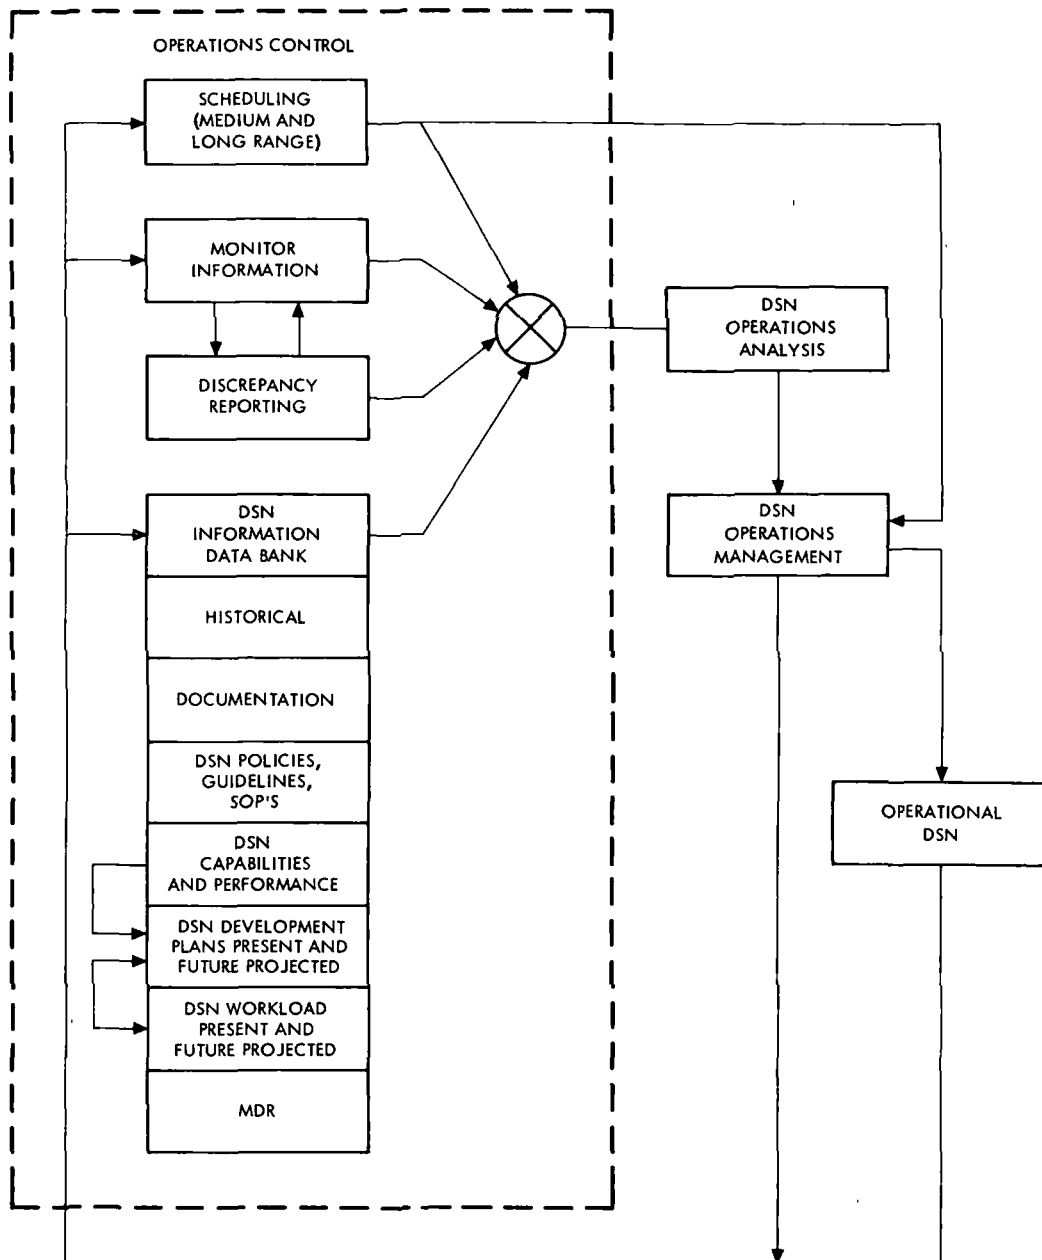 OPERATIONS CONTROL
SCHEDULING
(MEDIUM AND
LONG RANGE)
MONITOR
INFORMATION
DISCREPANCY
REPORTING
DSN
INFORMATION
DATA BANK
HISTORICAL
DOCUMENTATION
DSN POLICIES,
GUIDELINES,
SOP'S
DSN
CAPABILITIES
AND PERFORMANCE
DSN DEVELOPMENT
PLANS PRESENT AND
FUTURE PROJECTED
DSN WORKLOAD
PRESENT AND
FUTURE PROJECTED
MDR
DSN
OPERATIONS
ANALYSIS
DSN
OPERATIONS
MANAGEMENT
OPERATIONAL
DSN